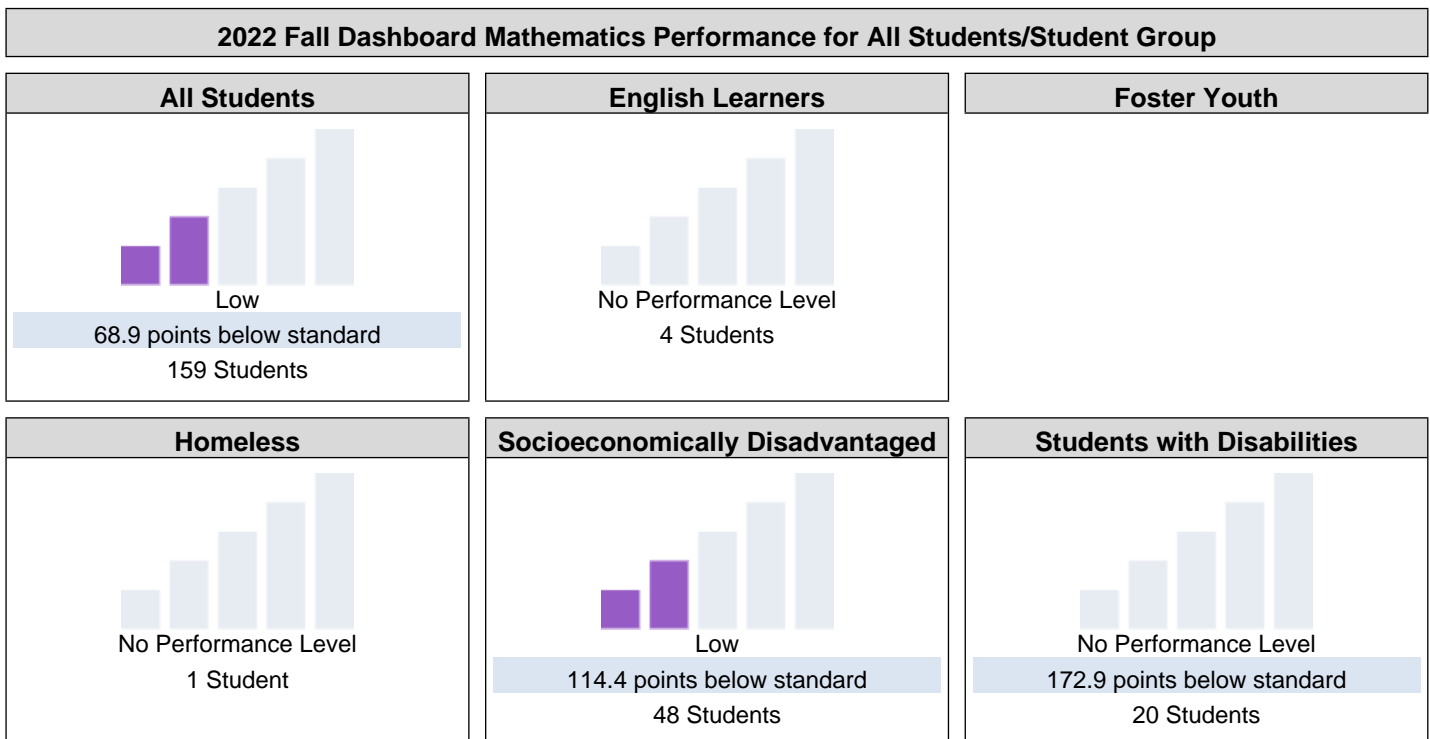 2022 Fall Dashboard Mathematics Performance for All Students/Student Group
All Students
Low
68.9 points below standard
159 Students
English Learners
No Performance Level
4 Students
Foster Youth
Homeless
No Performance Level
1 Student
Socioeconomically Disadvantaged
Low
114.4 points below standard
48 Students
Students with Disabilities
No Performance Level
172.9 points below standard
20 Students